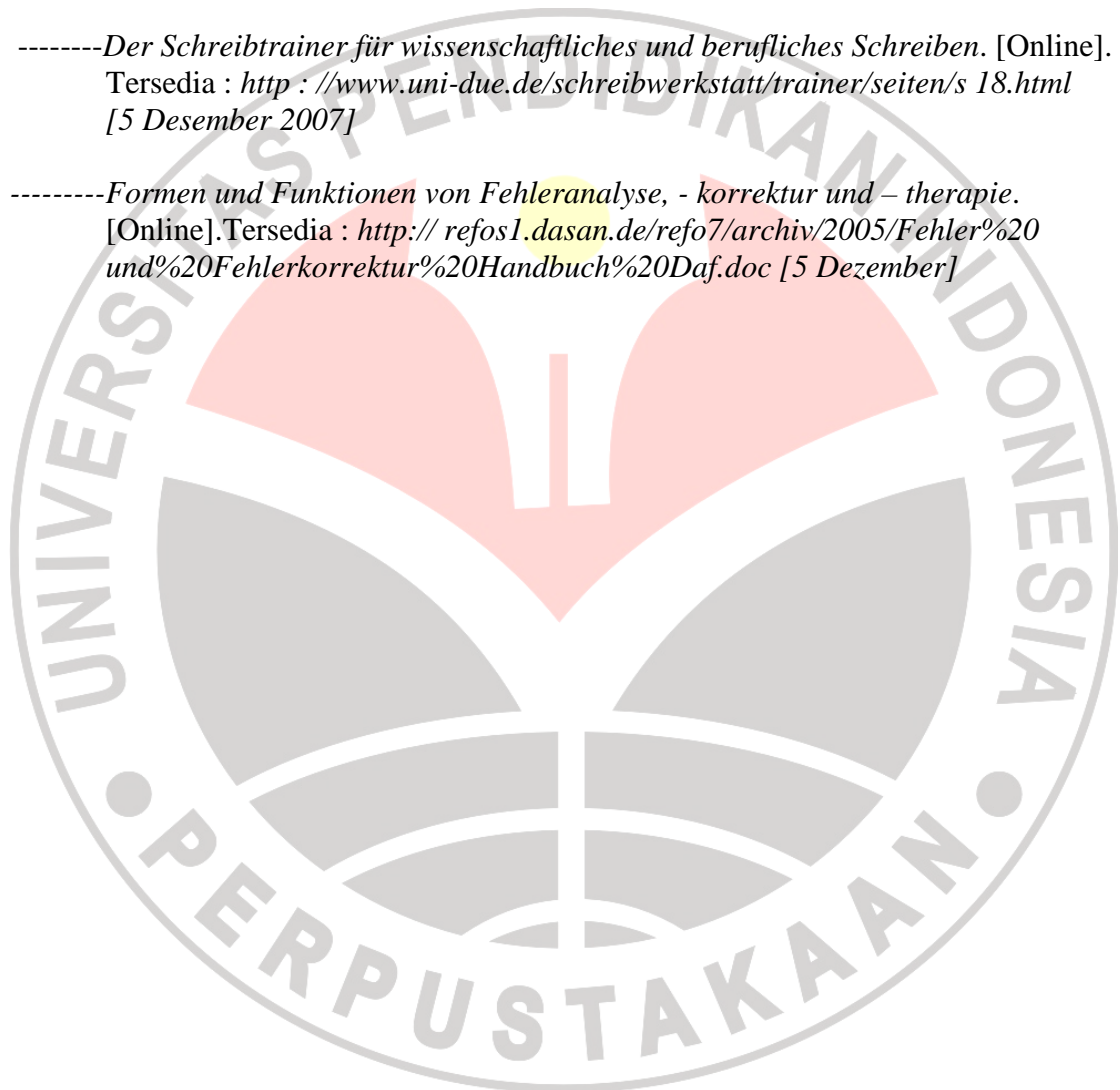 --------Der Schreibtrainer für wissenschaftliches und berufliches Schreiben. [Online].
Tersedia : http : //www.uni-due.de/schreibwerkstatt/trainer/seiten/s 18.html
[5 Desember 2007]
---------Formen und Funktionen von Fehleranalyse, - korrektur und – therapie.
[Online].Tersedia : http:// refos1.dasan.de/refo7/archiv/2005/Fehler%20
und%20Fehlerkorrektur%20Handbuch%20Daf.doc [5 Dezember]
UNIVERSITAS PENDIDIKAN INDONESIA
PERPUSTAKAAN